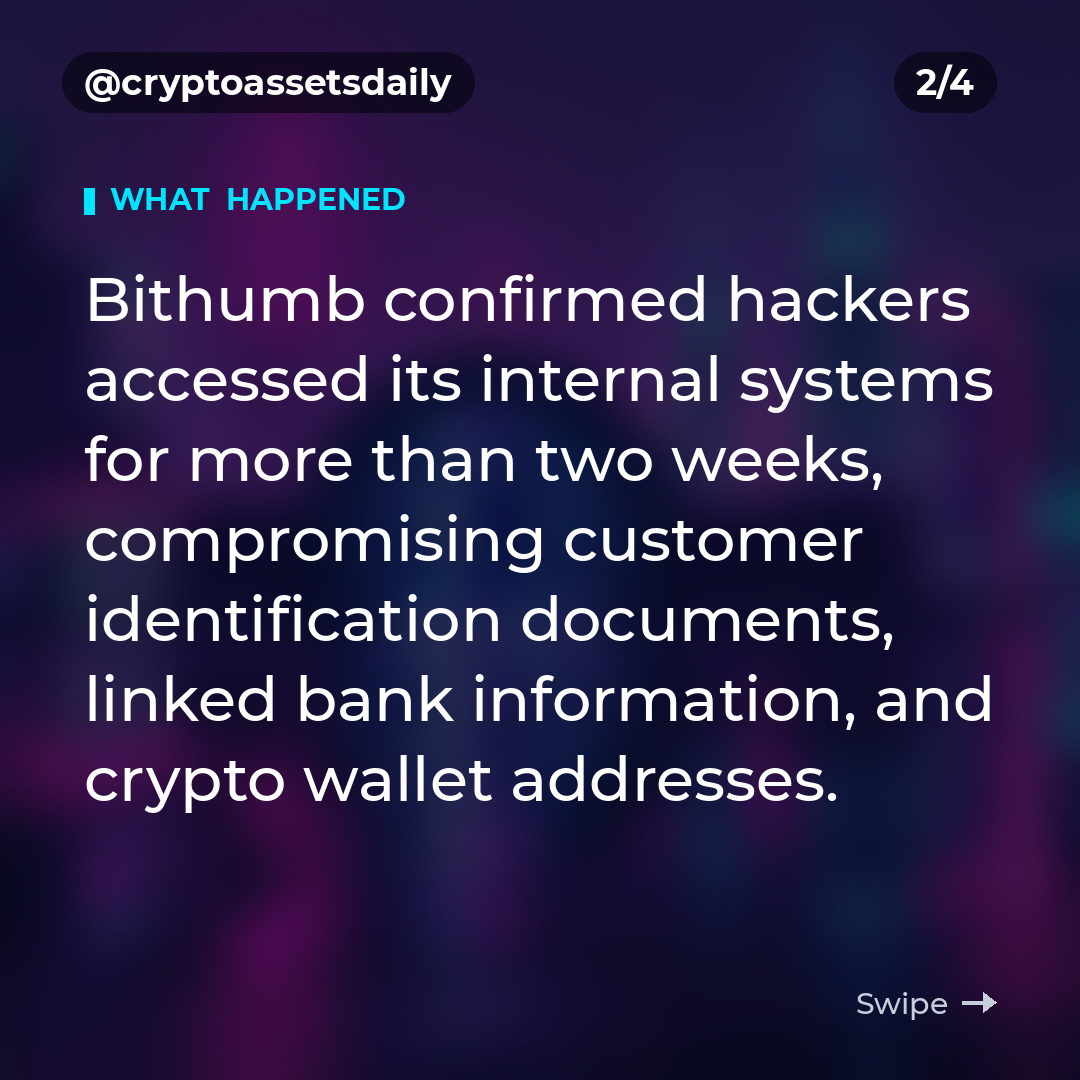 @cryptoassetsdaily
2/4
WHAT HAPPENED
Bithumb confirmed hackers
accessed its internal systems
for more than two weeks,
compromising customer
identification documents,
linked bank information, and
crypto wallet addresses.
Swipe →